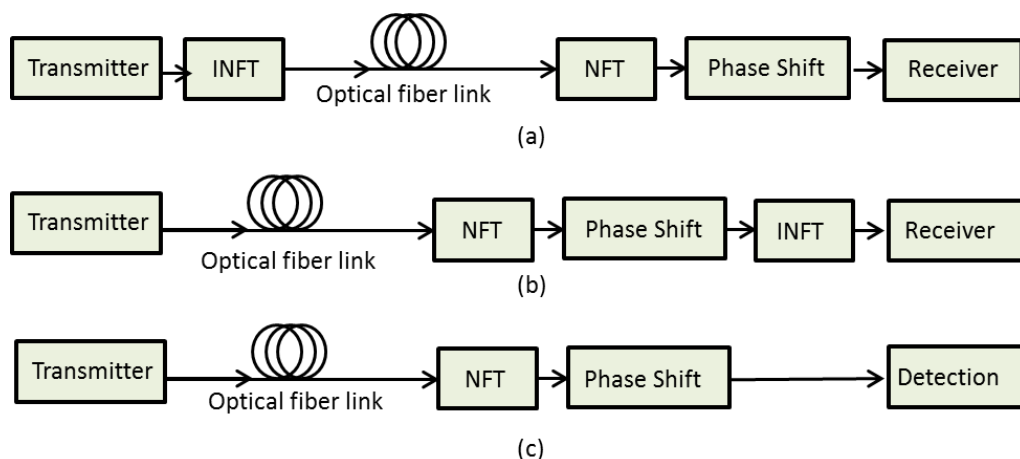 Transmitter
INFT
Optical fiber link
NFT
Phase Shift
Receiver
(a)
Transmitter
Optical fiber link
NFT
Phase Shift
INFT
Receiver
(b)
Transmitter
Optical fiber link
NFT
Phase Shift
Detection
(c)